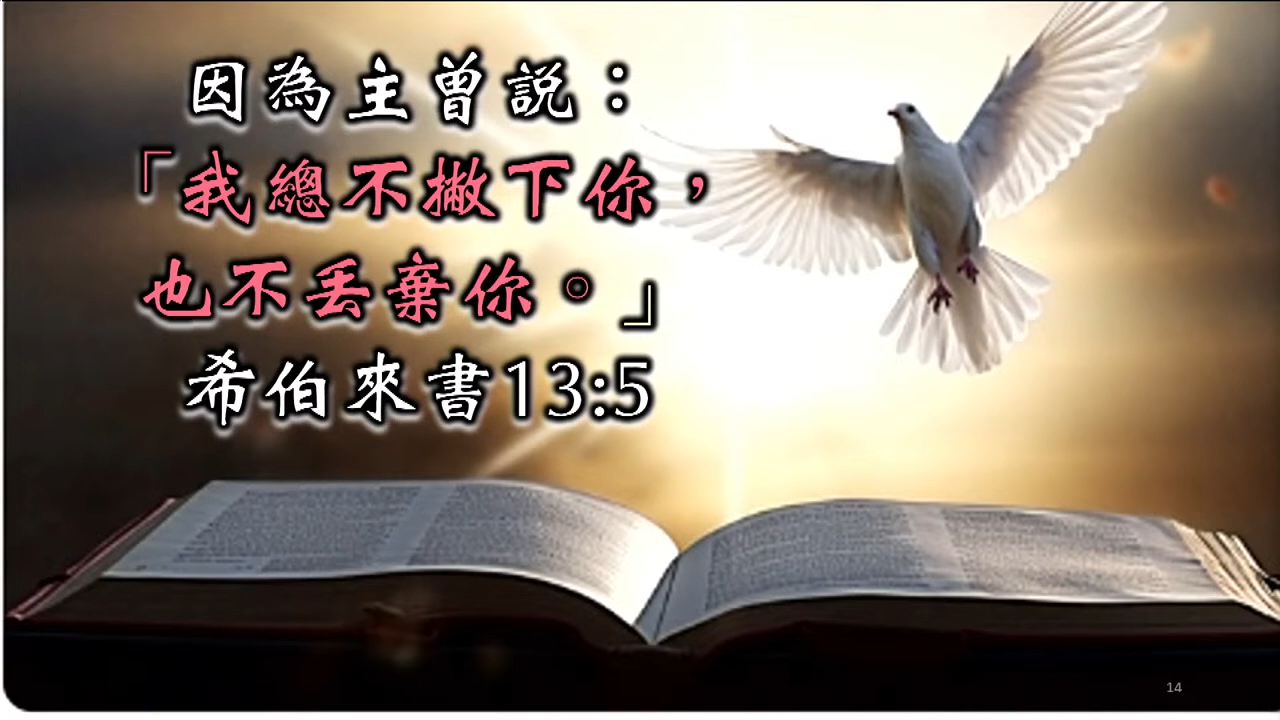 因為主曾説：
「我總不撇下你，
也不丟棄你。」
希伯來書13:5
14